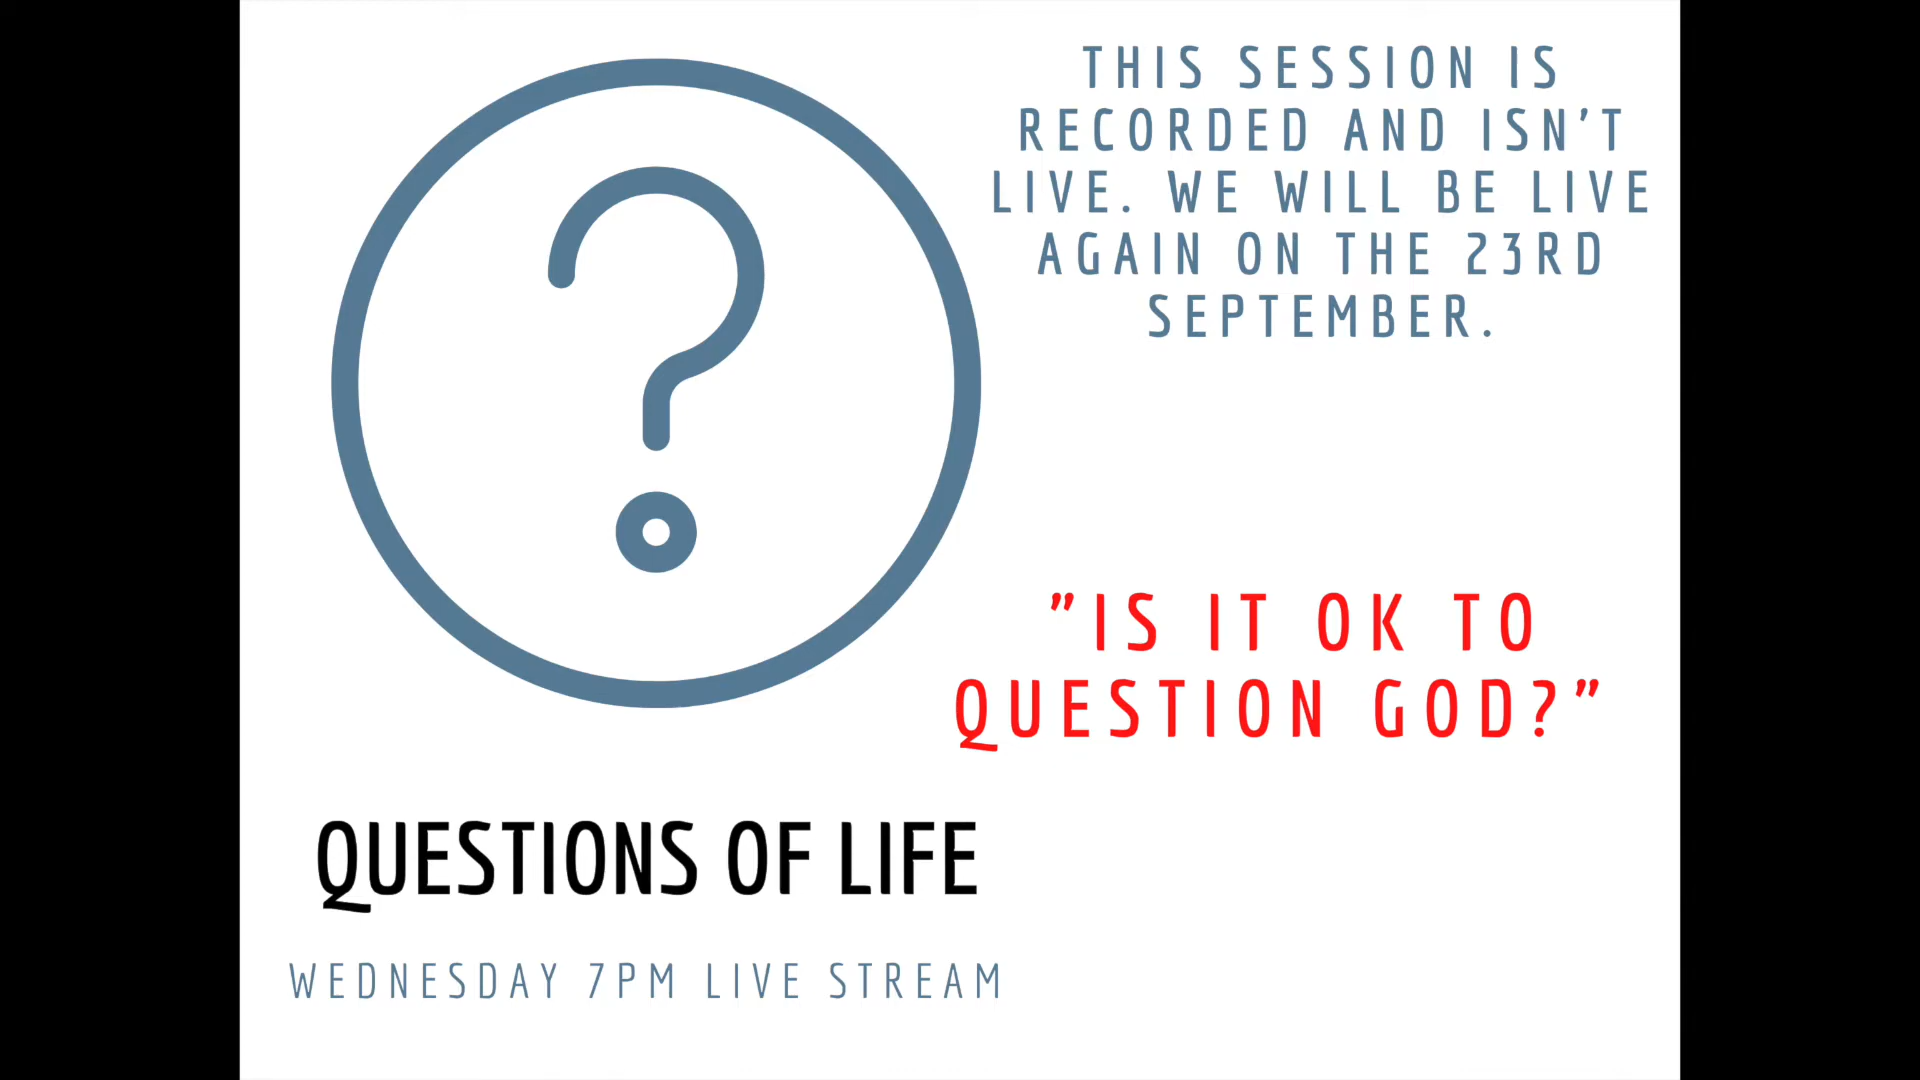 THIS SESSION IS
RECORDED AND ISN'T
LIVE. WE WILL BE LIVE
AGAIN ON THE 23RD
SEPTEMBER.
"IS IT OK TO
QUESTION GOD?"
QUESTIONS OF LIFE
WEDNESDAY 7PM LIVE STREAM